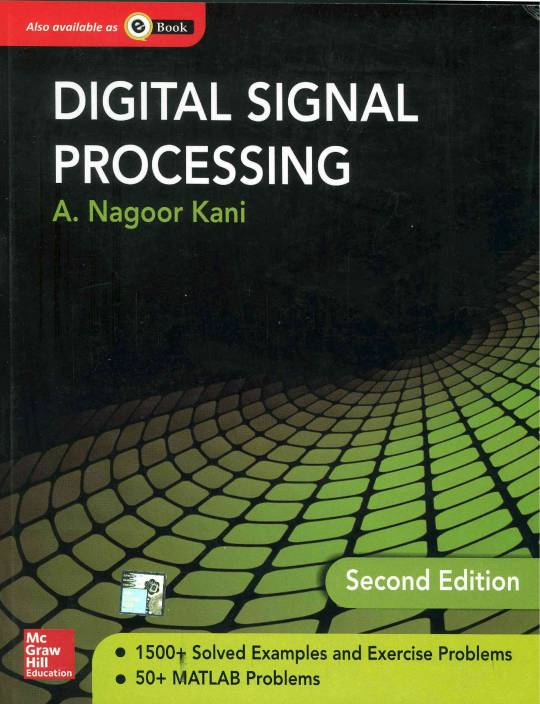 Also available as e Book
DIGITAL SIGNAL
PROCESSING
A. Nagoor Kani
Second Edition
Mc
Graw
Hill
Education
• 1500+ Solved Examples and Exercise Problems
• 50+ MATLAB Problems